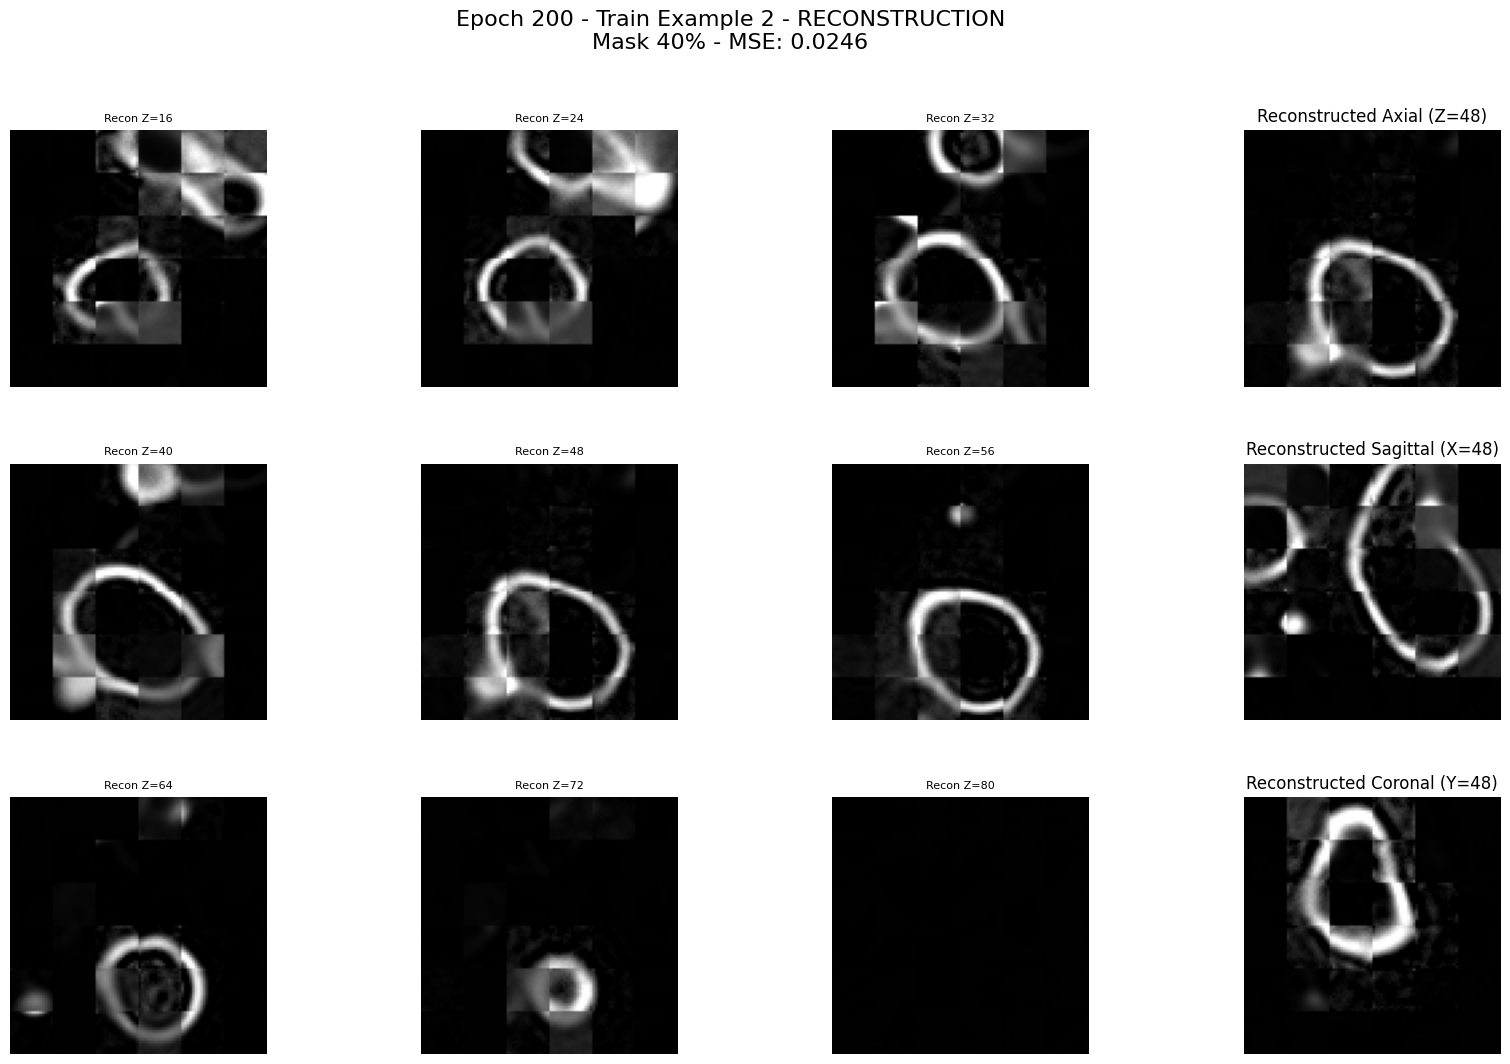 Epoch 200 - Train Example 2 - RECONSTRUCTION
Mask 40% - MSE: 0.0246
Recon Z=16
Recon Z=24
Recon Z=32
Reconstructed Axial (Z=48)
Recon Z=40
Recon Z=48
Recon Z=56
Reconstructed Sagittal (X=48)
Recon Z=64
Recon Z=72
Recon Z=80
Reconstructed Coronal (Y=48)